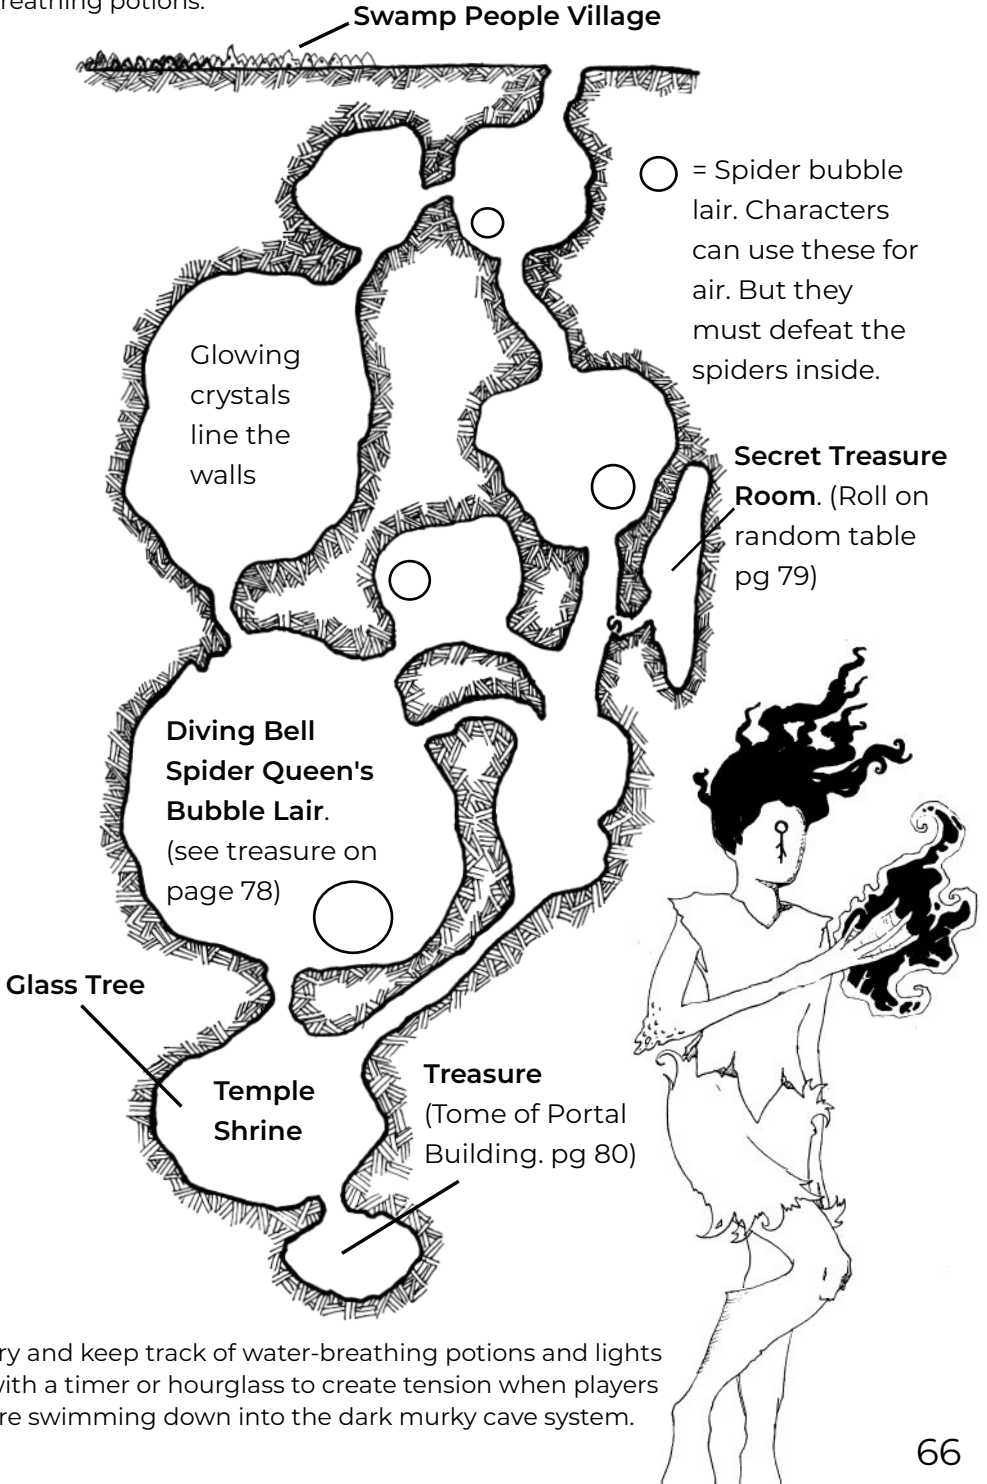 reathing potions.
Swamp People Village
= Spider bubble
lair. Characters
can use these for
air. But they
must defeat the
spiders inside.
Glowing
crystals
line the
walls
Secret Treasure
Room. (Roll on
random table
pg 79)
S
Diving Bell
Spider Queen's
Bubble Lair.
(see treasure on
page 78)
Glass Tree
Temple
Shrine
Treasure
(Tome of Portal
Building. pg 80)
ry and keep track of water-breathing potions and lights
with a timer or hourglass to create tension when players
re swimming down into the dark murky cave system.
66